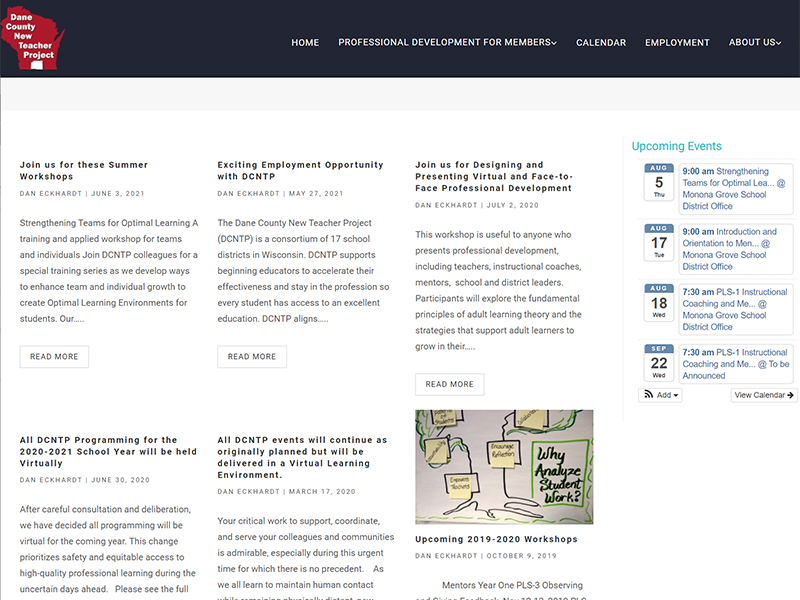 Dane
County
New
Teacher
Project
HOME
PROFESSIONAL DEVELOPMENT FOR MEMBERS
CALENDAR
EMPLOYMENT
ABOUT US
Join us for these Summer
Workshops
DAN ECKHARDT | JUNE 3, 2021
Strengthening Teams for Optimal Learning A
training and applied workshop for teams
and individuals Join DCNTP colleagues for a
special training series as we develop ways
to enhance team and individual growth to
create Optimal Learning Environments for
students. Our.....
READ MORE
Exciting Employment Opportunity
with DCNTP
DAN ECKHARDT | MAY 27, 2021
The Dane County New Teacher Project
(DCNTP) is a consortium of 17 school
districts in Wisconsin. DCNTP supports
beginning educators to accelerate their
effectiveness and stay in the profession so
every student has access to an excellent
education. DCNTP aligns.....
READ MORE
Join us for Designing and
Presenting Virtual and Face-to-
Face Professional Development
DAN ECKHARDT | JULY 2, 2020
This workshop is useful to anyone who
presents professional development,
including teachers, instructional coaches,
mentors, school and district leaders.
Participants will explore the fundamental
principles of adult learning theory and the
strategies that support adult learners to
grow in their.....
READ MORE
Upcoming Events
AUG
5
Thu
9:00 am Strengthening
Teams for Optimal Lea... @
Monona Grove School
District Office
AUG
17
Tue
9:00 am Introduction and
Orientation to Men... @
Monona Grove School
District Office
AUG
18
Wed
7:30 am PLS-1 Instructional
Coaching and Me... @
Monona Grove School
District Office
SEP
22
Wed
7:30 am PLS-1 Instructional
Coaching and Me... @ To be
Announced
Add
View Calendar
All DCNTP Programming for the
2020-2021 School Year will be held
Virtually
DAN ECKHARDT | JUNE 30, 2020
After careful consultation and deliberation,
we have decided all programming will be
virtual for the coming year. This change
prioritizes safety and equitable access to
high-quality professional learning during the
uncertain days ahead. Please see the full
All DCNTP events will continue as
originally planned but will be
delivered in a Virtual Learning
Environment.
DAN ECKHARDT | MARCH 17, 2020
Your critical work to support, coordinate,
and serve your colleagues and communities
is admirable, especially during this urgent
time for which there is no precedent. As
we all learn to maintain human contact
while remaining physically distant, new
Encourage
Reflection
Empowers
Teachers
Why
Analyze
Student
Work?
Upcoming 2019-2020 Workshops
DAN ECKHARDT | OCTOBER 9, 2019
Mentors Year One PLS-3 Observing